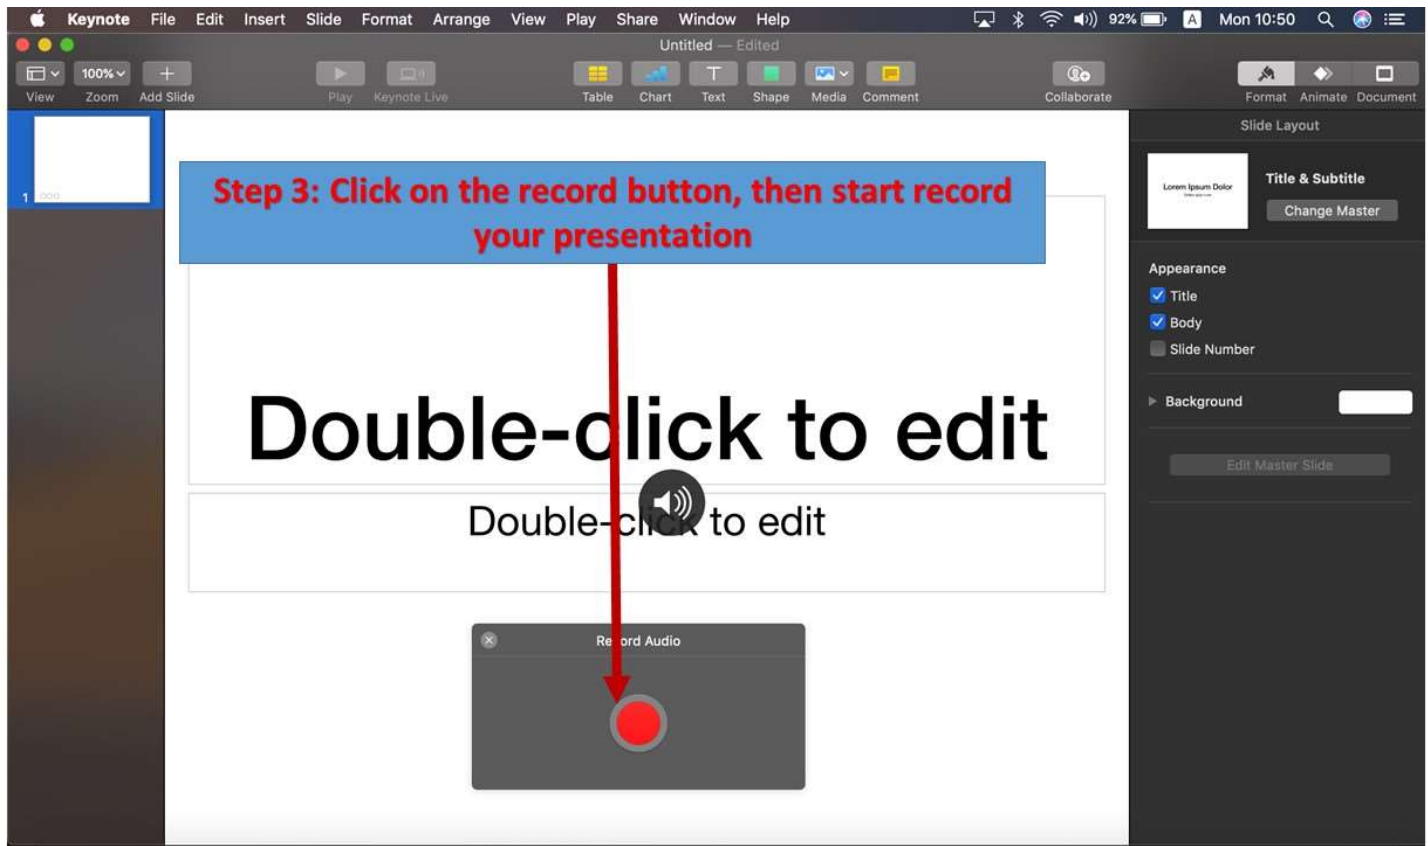 Keynote File Edit Insert Slide Format Arrange View Play Share Window Help 92% A Mon 10:50
Untitled — Edited
100%
View Zoom Add Slide Play Keynote Live Table Chart Text Shape Media Comment Collaborate Format Animate Document
Slide Layout
Lorem Ipsum Dolor
Title & Subtitle
Change Master
1
Step 3: Click on the record button, then start record
your presentation
Appearance
Title
Body
Slide Number
Background
Edit Master Slide
Double-click to edit
Double-click to edit
Record Audio